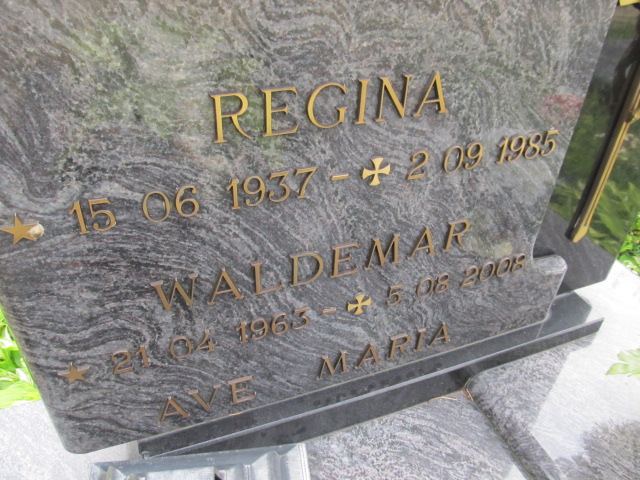 REGINA
★ 15 06 1937 - ✠ 2 09 1985
WALDEMAR
★ 21 04 1963 - ✠ 5 08 2008
AVE MARIA